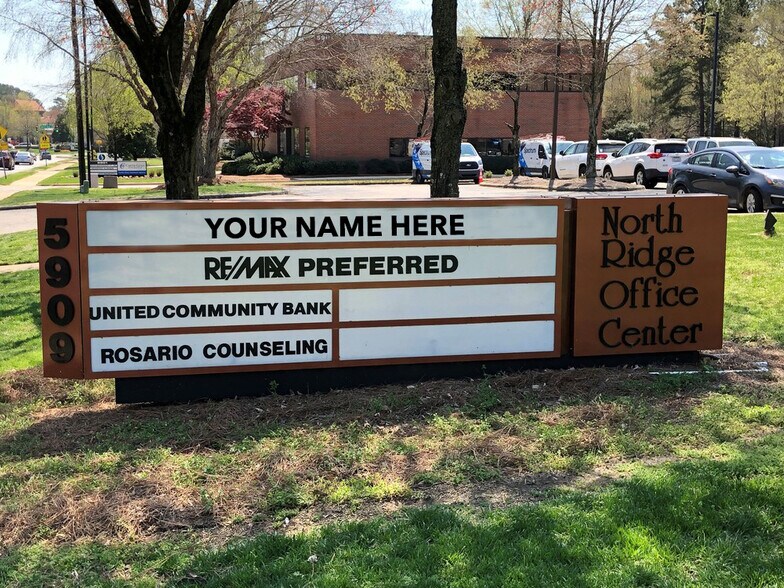 5909
YOUR NAME HERE
RE/MAX PREFERRED
UNITED COMMUNITY BANK
ROSARIO COUNSELING
North
Ridge
Office
Center